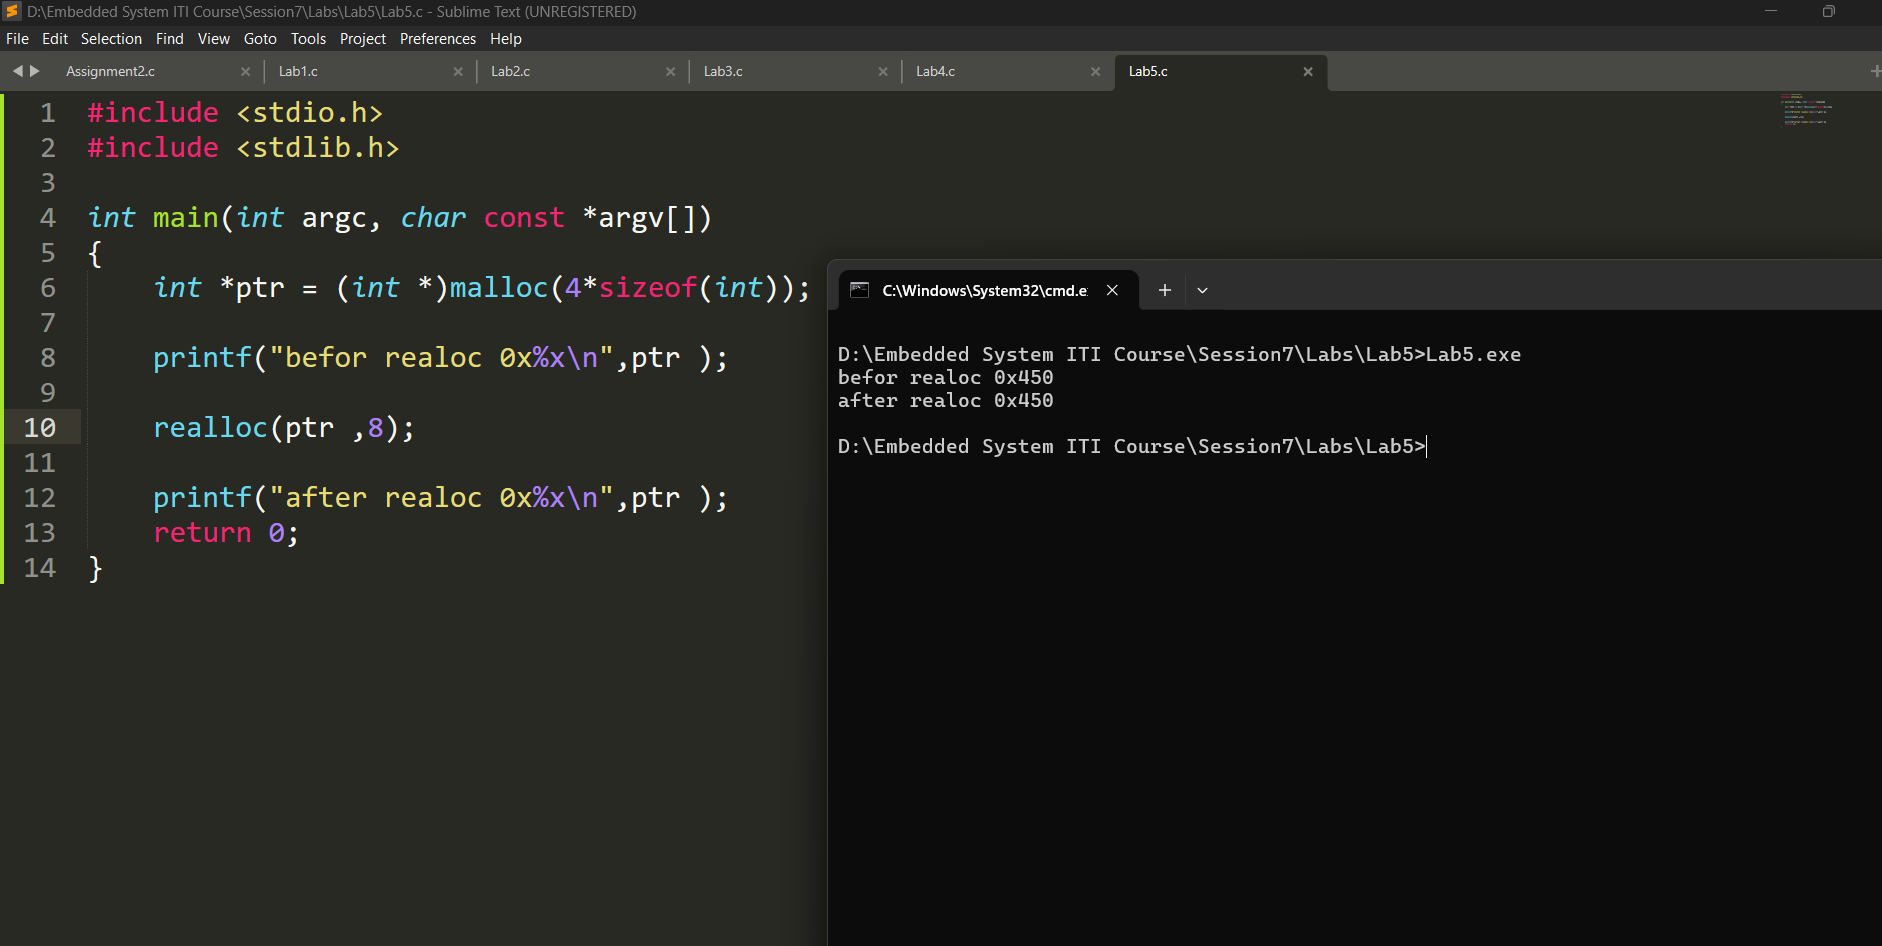 D:\Embedded System ITI Course\Session7\Labs\Lab5\Lab5.c - Sublime Text (UNREGISTERED)
File Edit Selection Find View Goto Tools Project Preferences Help
Assignment2.c Lab1.c Lab2.c Lab3.c Lab4.c Lab5.c
1 #include <stdio.h>
2 #include <stdlib.h>
3
4 int main(int argc, char const *argv[])
5 {
6 int *ptr = (int *)malloc(4*sizeof(int));
7
8 printf("befor realoc 0x%x\n",ptr );
9
10 realloc(ptr ,8);
11
12 printf("after realoc 0x%x\n",ptr );
13 return 0;
14 }
C:\Windows\System32\cmd.e
D:\Embedded System ITI Course\Session7\Labs\Lab5>Lab5.exe
befor realoc 0x450
after realoc 0x450
D:\Embedded System ITI Course\Session7\Labs\Lab5>